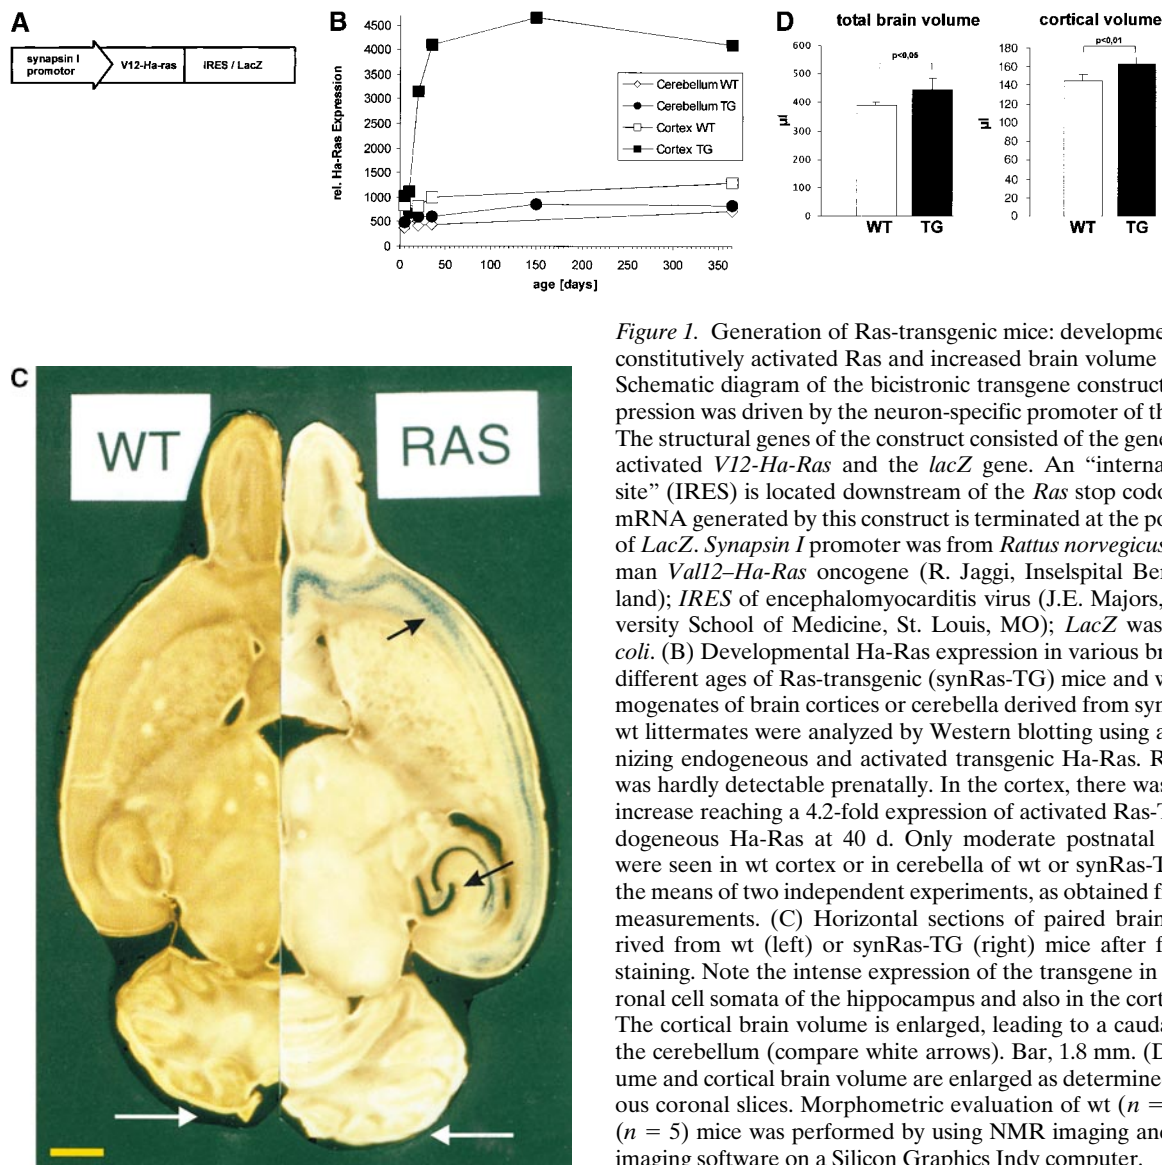 A
synapsin I
promotor
V12-Ha-ras
IRES / LacZ
B
rel. Ha-Ras Expression
4500
4000
3500
3000
2500
2000
1500
1000
500
0
0 50 100 150 200 250 300 350
age [days]
Cerebellum WT
Cerebellum TG
Cortex WT
Cortex TG
D
total brain volume
µl
600
500
400
300
200
100
0
p<0,05
WT TG
cortical volume
µl
180
160
140
120
100
80
60
40
20
0
p<0,01
WT TG
C
WT
RAS
Figure 1. Generation of Ras-transgenic mice: developme
constitutively activated Ras and increased brain volume
Schematic diagram of the bicistronic transgene construct
pression was driven by the neuron-specific promoter of th
The structural genes of the construct consisted of the gene
activated V12-Ha-Ras and the lacZ gene. An “interna
site” (IRES) is located downstream of the Ras stop codo
mRNA generated by this construct is terminated at the po
of LacZ. Synapsin I promoter was from Rattus norvegicus
man Val12–Ha-Ras oncogene (R. Jaggi, Inselspital Ber
land); IRES of encephalomyocarditis virus (J.E. Majors,
versity School of Medicine, St. Louis, MO); LacZ was
coli. (B) Developmental Ha-Ras expression in various br
different ages of Ras-transgenic (synRas-TG) mice and w
mogenates of brain cortices or cerebella derived from syn
wt littermates were analyzed by Western blotting using a
nizing endogeneous and activated transgenic Ha-Ras. R
was hardly detectable prenatally. In the cortex, there was
increase reaching a 4.2-fold expression of activated Ras-T
dogeneous Ha-Ras at 40 d. Only moderate postnatal
were seen in wt cortex or in cerebella of wt or synRas-T
the means of two independent experiments, as obtained f
measurements. (C) Horizontal sections of paired brain
rived from wt (left) or synRas-TG (right) mice after f
staining. Note the intense expression of the transgene in
ronal cell somata of the hippocampus and also in the cort
The cortical brain volume is enlarged, leading to a cauda
the cerebellum (compare white arrows). Bar, 1.8 mm. (D
ume and cortical brain volume are enlarged as determine
ous coronal slices. Morphometric evaluation of wt (n =
(n = 5) mice was performed by using NMR imaging and
imaging software on a Silicon Graphics Indy computer.